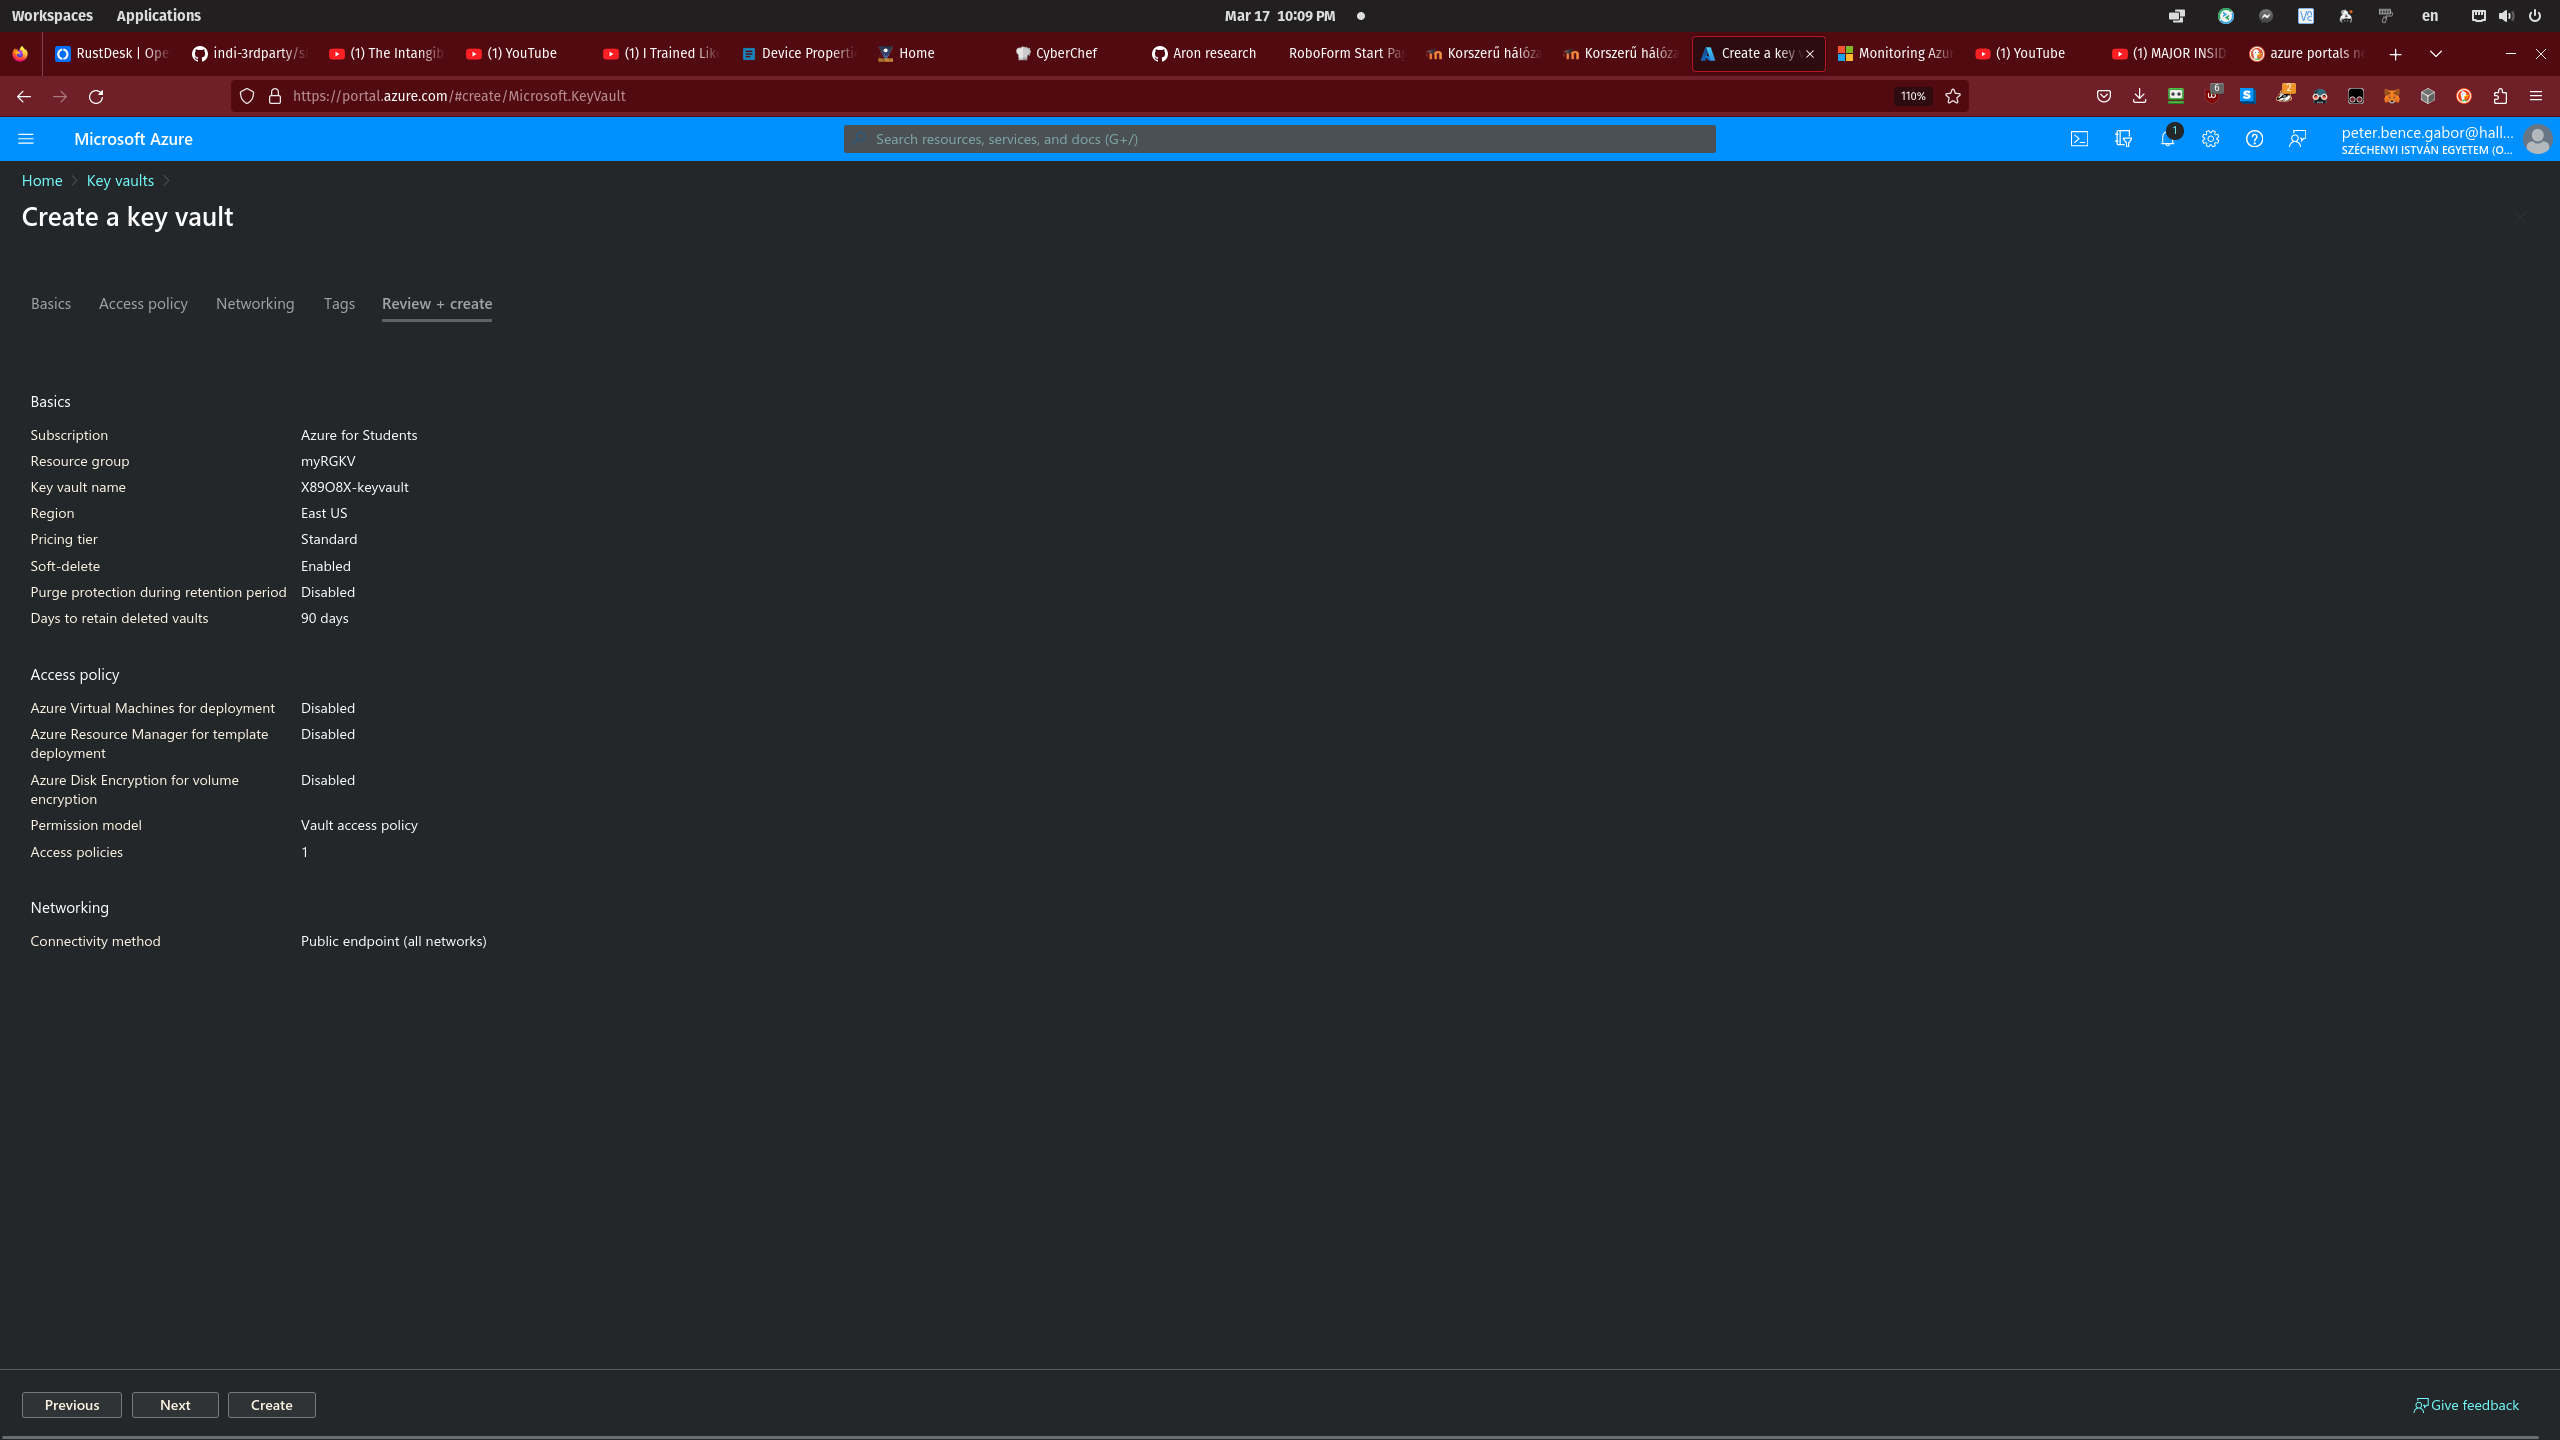 Workspaces Applications Mar 17 10:09 PM en
RustDesk | Ope indi-3rdparty/s (1) The Intangib (1) YouTube (1) I Trained Like Device Properti Home CyberChef Aron research RoboForm Start Pag Korszerű hálóza Korszerű hálóza Create a key v Monitoring Azur (1) YouTube (1) MAJOR INSID azure portals ne
https://portal.azure.com/#create/Microsoft.KeyVault 110% 6 2
Microsoft Azure Search resources, services, and docs (G+/) 1 peter.bence.gabor@hall...
SZÉCHENYI ISTVÁN EGYETEM (O...
Home Key vaults
Create a key vault
Basics Access policy Networking Tags Review + create
Basics
Subscription Azure for Students
Resource group myRGKV
Key vault name X89O8X-keyvault
Region East US
Pricing tier Standard
Soft-delete Enabled
Purge protection during retention period Disabled
Days to retain deleted vaults 90 days
Access policy
Azure Virtual Machines for deployment Disabled
Azure Resource Manager for template Disabled
deployment
Azure Disk Encryption for volume Disabled
encryption
Permission model Vault access policy
Access policies 1
Networking
Connectivity method Public endpoint (all networks)
Previous Next Create Give feedback